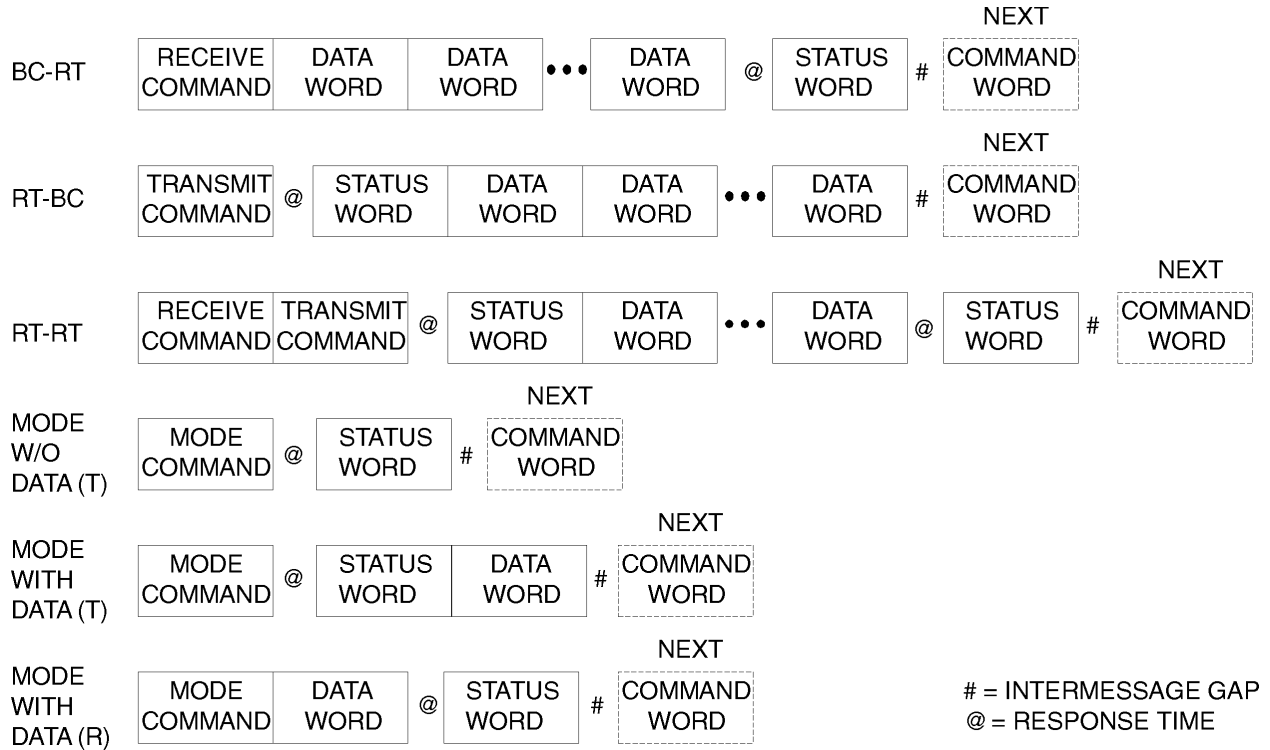 NEXT
BC-RT
RECEIVE COMMAND
DATA WORD
DATA WORD
•••
DATA WORD
@
STATUS WORD
#
COMMAND WORD
NEXT
RT-BC
TRANSMIT COMMAND
@
STATUS WORD
DATA WORD
DATA WORD
•••
DATA WORD
#
COMMAND WORD
NEXT
RT-RT
RECEIVE COMMAND
TRANSMIT COMMAND
@
STATUS WORD
DATA WORD
•••
DATA WORD
@
STATUS WORD
#
COMMAND WORD
NEXT
MODE W/O DATA (T)
MODE COMMAND
@
STATUS WORD
#
COMMAND WORD
NEXT
MODE WITH DATA (T)
MODE COMMAND
@
STATUS WORD
DATA WORD
#
COMMAND WORD
NEXT
MODE WITH DATA (R)
MODE COMMAND
DATA WORD
@
STATUS WORD
#
COMMAND WORD
# = INTERMESSAGE GAP
@ = RESPONSE TIME